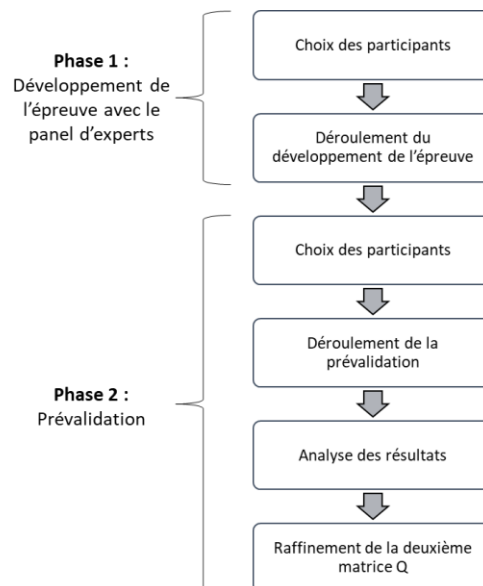 Phase 1 :
Développement de
l'épreuve avec le
panel d'experts
Choix des participants
Déroulement du
développement de l'épreuve
Phase 2 :
Prévalidation
Choix des participants
Déroulement de la
prévalidation
Analyse des résultats
Raffinement de la deuxième
matrice Q